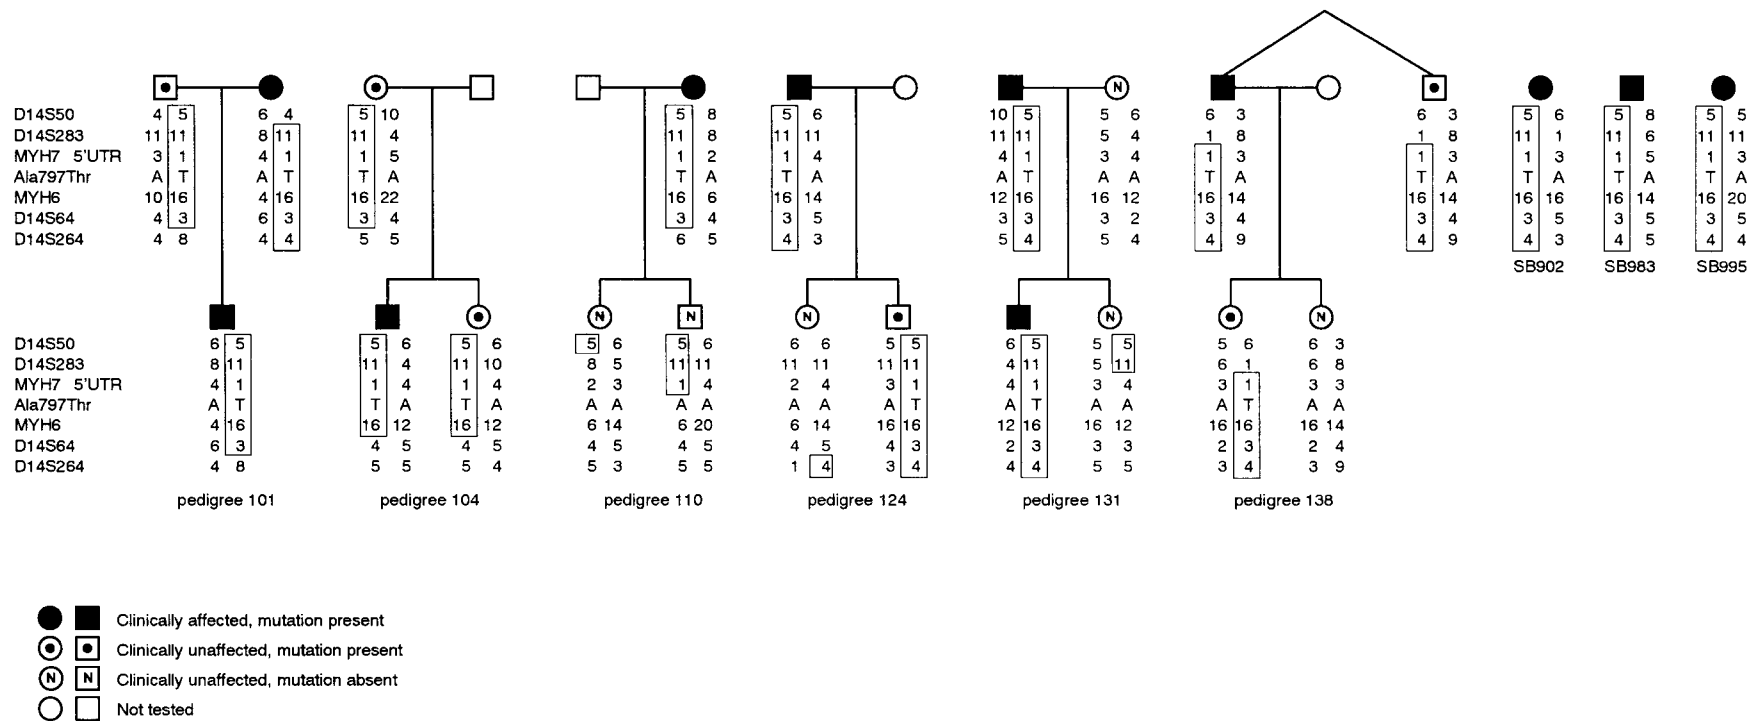 N
D14S50 4 5 6 4 5 10 5 8 5 6 10 5 5 6 6 3 6 3 5 6 5 8 5 5
D14S283 11 11 8 11 11 4 11 8 11 11 11 11 5 4 1 8 1 8 11 1 11 6 11 11
MYH7 5'UTR 3 1 4 1 1 5 1 2 1 4 4 1 3 4 1 3 1 3 1 3 1 5 1 3
Ala797Thr A T A T T A T A T A A T A A T A T A T A T A T A
MYH6 10 16 4 16 16 22 16 6 16 14 12 16 16 12 16 14 16 14 16 16 16 14 16 20
D14S64 4 3 6 3 3 4 3 4 3 5 3 3 3 2 3 4 3 4 3 5 3 5 3 5
D14S264 4 8 4 4 5 5 6 5 4 3 5 4 5 4 4 9 4 9 4 3 4 5 4 4
SB902 SB983 SB995
N N N N N
D14S50 6 5 5 6 5 6 5 6 5 6 6 6 5 5 6 5 5 5 5 6 6 3
D14S283 8 11 11 4 11 10 8 5 11 11 11 11 11 11 4 11 5 11 6 1 6 8
MYH7 5'UTR 4 1 1 4 1 4 2 3 1 4 2 4 3 1 4 1 3 4 3 1 3 3
Ala797Thr A T T A T A A A A A A A A T A T A A A T A A
MYH6 4 16 16 12 16 12 6 14 6 20 6 14 16 16 12 16 16 12 16 16 16 14
D14S64 6 3 4 5 4 5 4 5 4 5 4 5 4 3 2 3 3 3 2 3 2 4
D14S264 4 8 5 5 5 4 5 3 5 5 1 4 3 4 4 4 5 5 3 4 3 9
pedigree 101 pedigree 104 pedigree 110 pedigree 124 pedigree 131 pedigree 138
Clinically affected, mutation present
Clinically unaffected, mutation present
N N Clinically unaffected, mutation absent
Not tested